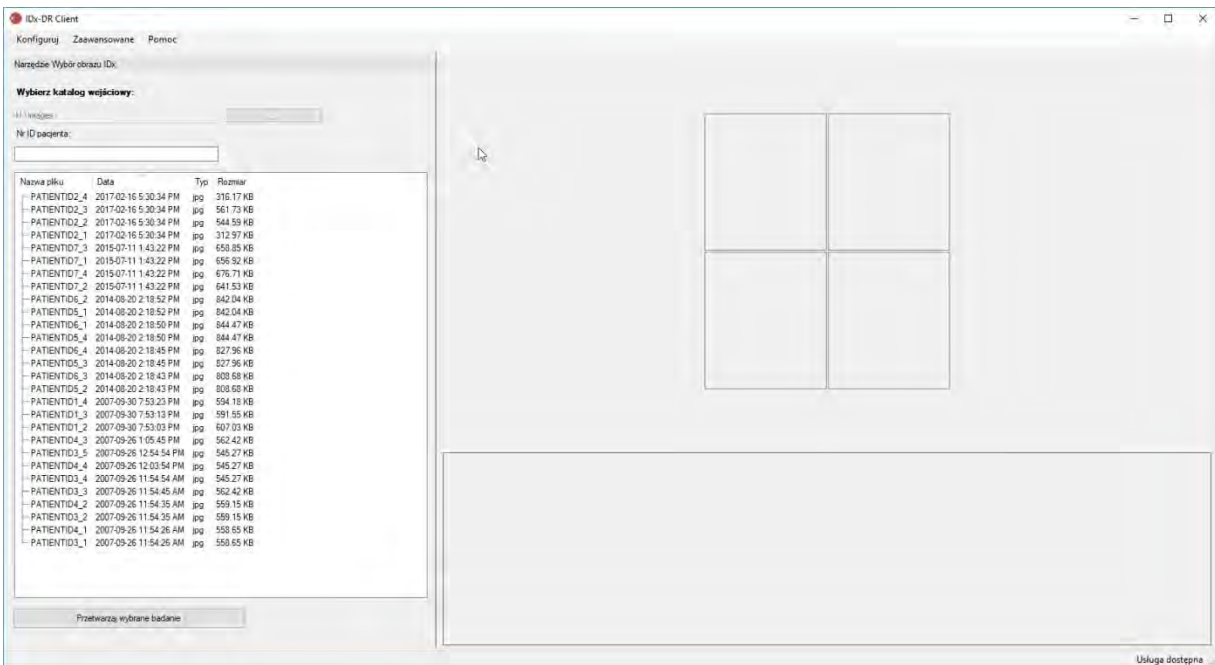 IDx-DR Client
Konfiguruj Zaawansowane Pomoc
Narzędzie Wybór obrazu IDx
Wybierz katalog wejściowy:
Nr ID pacjenta:
Nazwa pliku Data Typ Rozmiar
PATIENTID2_4 2017-02-16 5:30:34 PM jpg 316.17 KB
PATIENTID2_3 2017-02-16 5:30:34 PM jpg 561.73 KB
PATIENTID2_2 2017-02-16 5:30:34 PM jpg 544.59 KB
PATIENTID2_1 2017-02-16 5:30:34 PM jpg 312.97 KB
PATIENTID7_3 2015-07-11 1:43:22 PM jpg 658.85 KB
PATIENTID7_1 2015-07-11 1:43:22 PM jpg 656.92 KB
PATIENTID7_4 2015-07-11 1:43:22 PM jpg 676.71 KB
PATIENTID7_2 2015-07-11 1:43:22 PM jpg 641.53 KB
PATIENTID6_2 2014-08-20 2:18:52 PM jpg 842.04 KB
PATIENTID5_1 2014-08-20 2:18:52 PM jpg 842.04 KB
PATIENTID6_1 2014-08-20 2:18:50 PM jpg 844.47 KB
PATIENTID5_4 2014-08-20 2:18:50 PM jpg 844.47 KB
PATIENTID6_4 2014-08-20 2:18:45 PM jpg 827.96 KB
PATIENTID5_3 2014-08-20 2:18:45 PM jpg 827.96 KB
PATIENTID6_3 2014-08-20 2:18:43 PM jpg 808.68 KB
PATIENTID5_2 2014-08-20 2:18:43 PM jpg 808.68 KB
PATIENTID1_4 2007-09-30 7:53:23 PM jpg 594.18 KB
PATIENTID1_3 2007-09-30 7:53:13 PM jpg 591.55 KB
PATIENTID1_2 2007-09-30 7:53:03 PM jpg 607.03 KB
PATIENTID4_3 2007-09-26 1:05:45 PM jpg 562.42 KB
PATIENTID3_5 2007-09-26 12:54:54 PM jpg 545.27 KB
PATIENTID4_4 2007-09-26 12:03:54 PM jpg 545.27 KB
PATIENTID3_4 2007-09-26 11:54:54 AM jpg 545.27 KB
PATIENTID3_3 2007-09-26 11:54:45 AM jpg 562.42 KB
PATIENTID4_2 2007-09-26 11:54:35 AM jpg 559.15 KB
PATIENTID3_2 2007-09-26 11:54:35 AM jpg 559.15 KB
PATIENTID4_1 2007-09-26 11:54:26 AM jpg 558.65 KB
PATIENTID3_1 2007-09-26 11:54:26 AM jpg 558.65 KB
Przetwarzaj wybrane badanie
Usługa dostępna